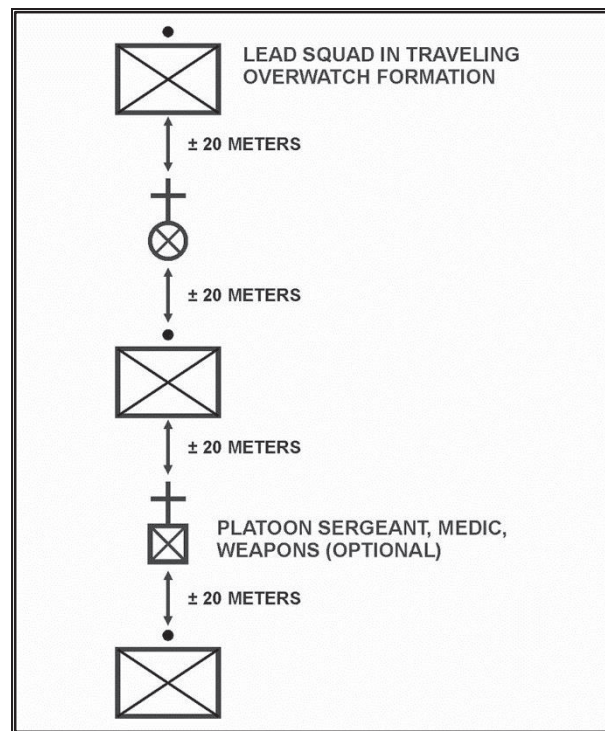 LEAD SQUAD IN TRAVELING
OVERWATCH FORMATION
± 20 METERS
± 20 METERS
± 20 METERS
PLATOON SERGEANT, MEDIC,
WEAPONS (OPTIONAL)
± 20 METERS